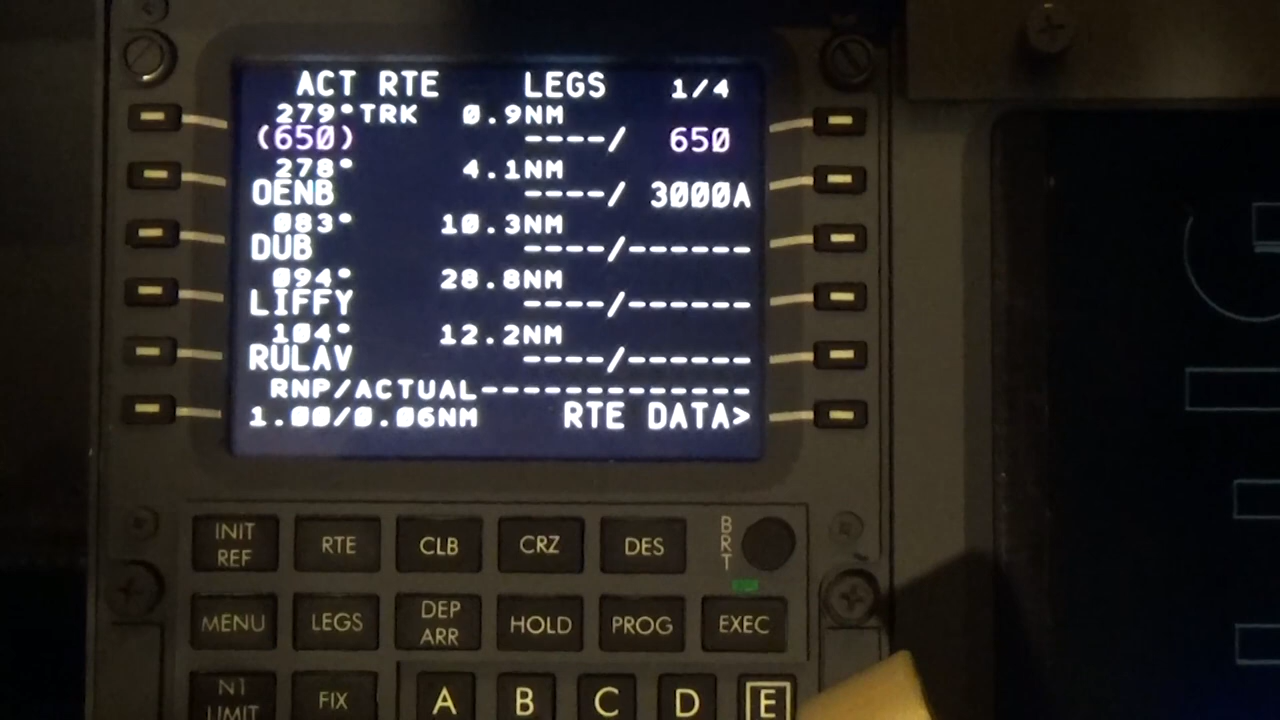 ACT RTE LEGS 1/4
279°TRK 0.9NM
(650) ----/ 650
278° 4.1NM
OENB ----/ 3000A
083° 10.3NM
DUB ----/------
094° 28.8NM
LIFFY ----/------
104° 12.2NM
RULAV ----/------
RNP/ACTUAL-------------
1.00/0.06NM RTE DATA>
INIT REF RTE CLB CRZ DES BRT
MENU LEGS DEP ARR HOLD PROG EXEC
N1 LIMIT FIX A B C D E